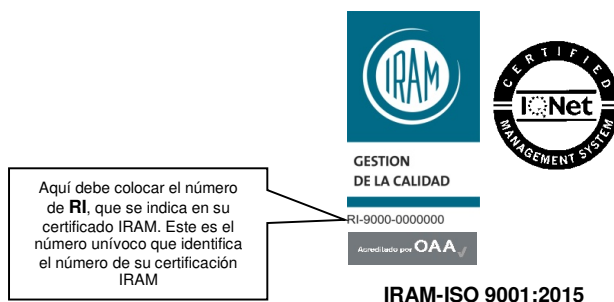 IRAM
CERTIFIED
IQNet
MANAGEMENT SYSTEM
GESTION
DE LA CALIDAD
Aquí debe colocar el número
de RI, que se indica en su
certificado IRAM. Este es el
número unívoco que identifica
el número de su certificación
IRAM
RI-9000-0000000
Acreditado por OAA
IRAM-ISO 9001:2015